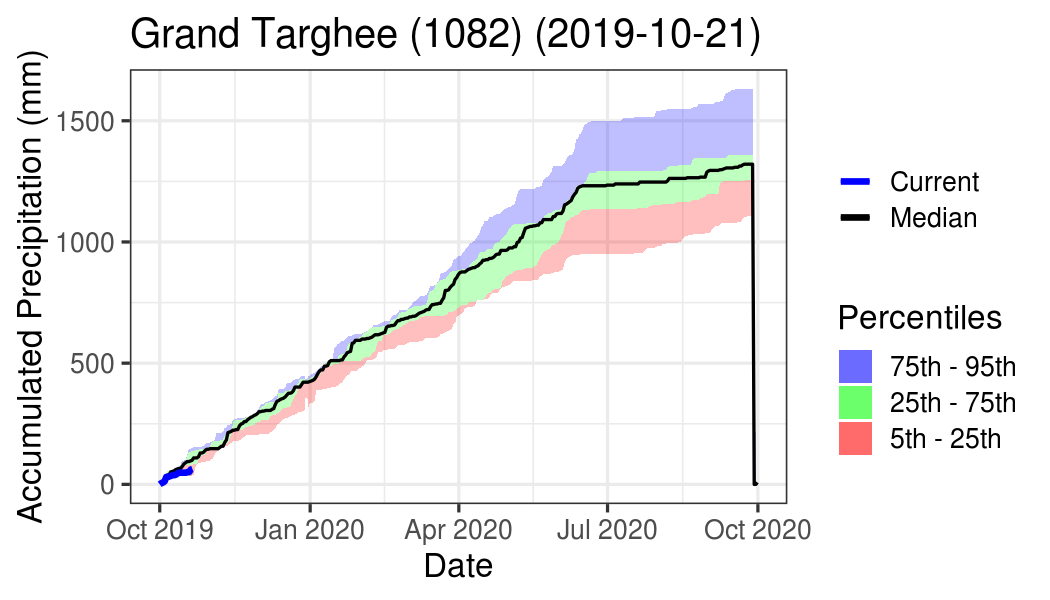 Grand Targhee (1082) (2019-10-21)
Accumulated Precipitation (mm)
1500
1000
500
0
Oct 2019
Jan 2020
Apr 2020
Jul 2020
Oct 2020
Date
Current
Median
Percentiles
75th - 95th
25th - 75th
5th - 25th